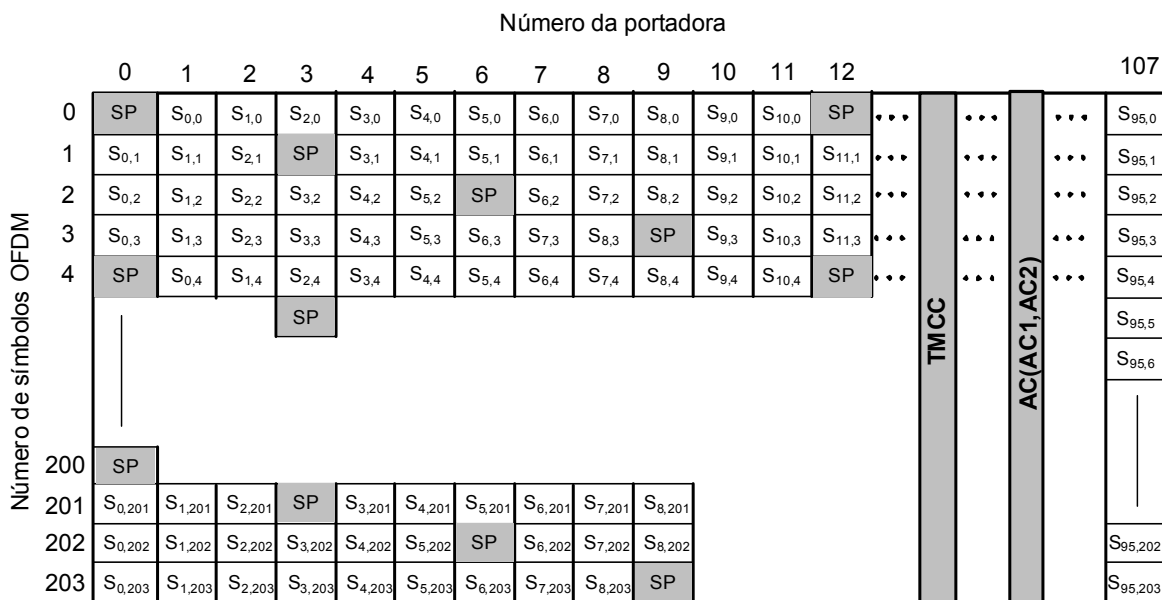 Número da portadora
0 1 2 3 4 5 6 7 8 9 10 11 12 107
0 SP S0,0 S1,0 S2,0 S3,0 S4,0 S5,0 S6,0 S7,0 S8,0 S9,0 S10,0 SP ••• ••• ••• S95,0
1 S0,1 S1,1 S2,1 SP S3,1 S4,1 S5,1 S6,1 S7,1 S8,1 S9,1 S10,1 S11,1 ••• ••• ••• S95,1
2 S0,2 S1,2 S2,2 S3,2 S4,2 S5,2 SP S6,2 S7,2 S8,2 S9,2 S10,2 S11,2 ••• ••• ••• S95,2
3 S0,3 S1,3 S2,3 S3,3 S4,3 S5,3 S6,3 S7,3 S8,3 SP S9,3 S10,3 S11,3 ••• ••• ••• S95,3
4 SP S0,4 S1,4 S2,4 S3,4 S4,4 S5,4 S6,4 S7,4 S8,4 S9,4 S10,4 SP ••• ••• ••• S95,4
SP S95,5
S95,6
200 SP
201 S0,201 S1,201 S2,201 SP S3,201 S4,201 S5,201 S6,201 S7,201 S8,201
202 S0,202 S1,202 S2,202 S3,202 S4,202 S5,202 SP S6,202 S7,202 S8,202 S95,202
203 S0,203 S1,203 S2,203 S3,203 S4,203 S5,203 S6,203 S7,203 S8,203 SP S95,203
Número de símbolos OFDM
TMCC
AC(AC1, AC2)